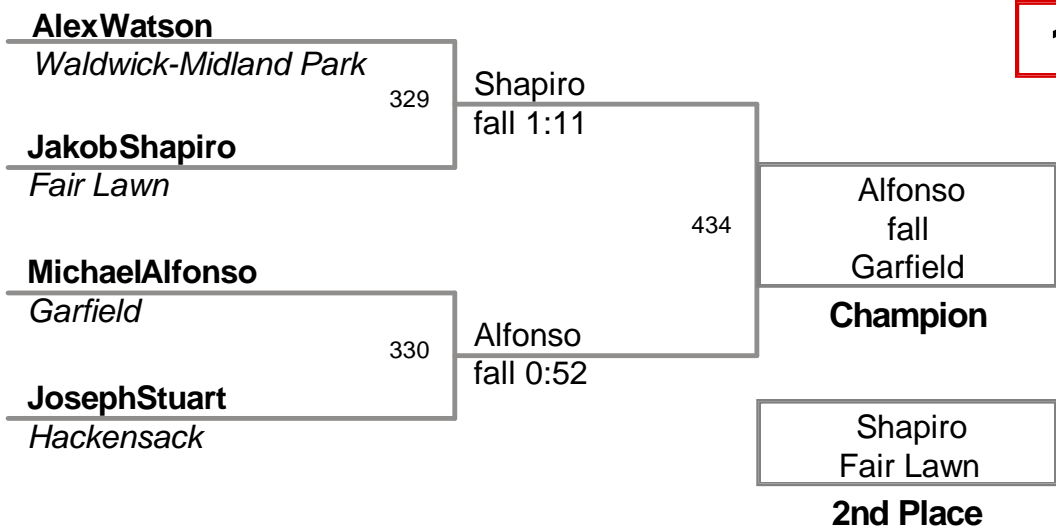 AlexWatson
Waldwick-Midland Park
329
Shapiro
fall 1:11
JakobShapiro
Fair Lawn
434
Alfonso
fall
Garfield
Champion
MichaelAlfonso
Garfield
330
Alfonso
fall 0:52
JosephStuart
Hackensack
Shapiro
Fair Lawn
2nd Place